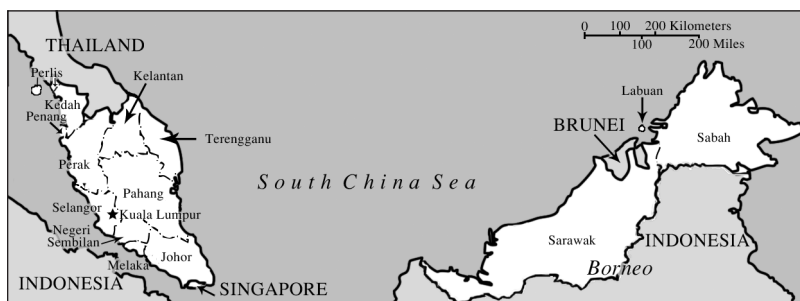 0 100 200 Kilometers
100 200 Miles
THAILAND
Perlis
Kelantan
Kedah
Penang
Labuan
BRUNEI
Terengganu
Sabah
Perak
South China Sea
Pahang
Selangor
Kuala Lumpur
Negeri
Sembilan
Sarawak
INDONESIA
Johor
Melaka
Borneo
INDONESIA
SINGAPORE